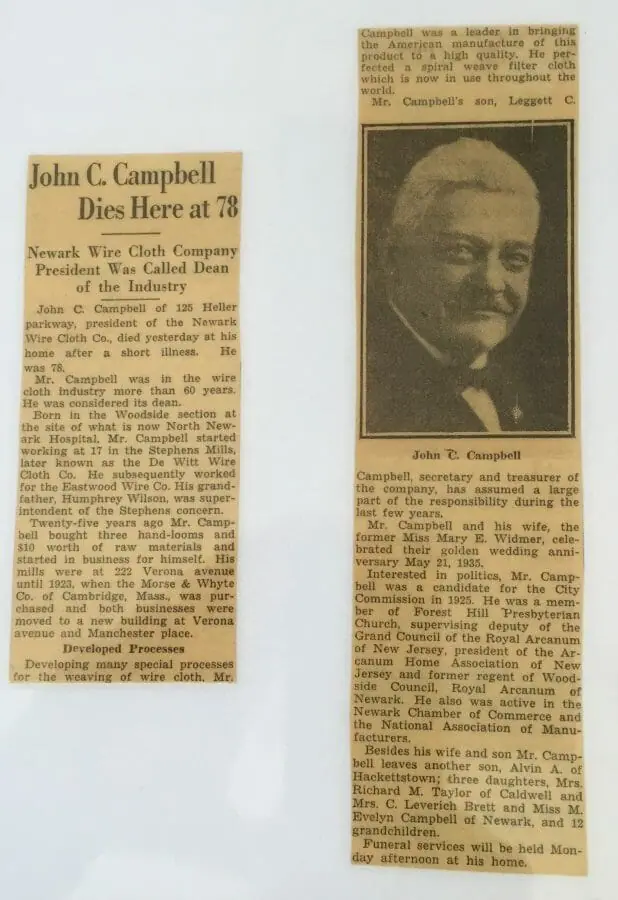 John C. Campbell
Dies Here at 78
Newark Wire Cloth Company
President Was Called Dean
of the Industry
John C. Campbell of 125 Heller
parkway, president of the Newark
Wire Cloth Co., died yesterday at his
home after a short illness. He
was 78.
Mr. Campbell was in the wire
cloth industry more than 60 years.
He was considered its dean.
Born in the Woodside section at
the site of what is now North New-
ark Hospital, Mr. Campbell started
working at 17 in the Stephens Mills,
later known as the De Witt Wire
Cloth Co. He subsequently worked
for the Eastwood Wire Co. His grand-
father, Humphrey Wilson, was super-
intendent of the Stephens concern.
Twenty-five years ago Mr. Camp-
bell bought three hand-looms and
$10 worth of raw materials and
started in business for himself. His
mills were at 222 Verona avenue
until 1923, when the Morse & Whyte
Co. of Cambridge, Mass., was pur-
chased and both businesses were
moved to a new building at Verona
avenue and Manchester place.
Developed Processes
Developing many special processes
for the weaving of wire cloth, Mr.
Campbell was a leader in bringing
the American manufacture of this
product to a high quality. He per-
fected a spiral weave filter cloth
which is now in use throughout the
world.
Mr. Campbell's son, Leggett C.
John C. Campbell
Campbell, secretary and treasurer of
the company, has assumed a large
part of the responsibility during the
last few years.
Mr. Campbell and his wife, the
former Miss Mary E. Widmer, cele-
brated their golden wedding anni-
versary May 21, 1935.
Interested in politics, Mr. Camp-
bell was a candidate for the City
Commission in 1925. He was a mem-
ber of Forest Hill Presbyterian
Church, supervising deputy of the
Grand Council of the Royal Arcanum
of New Jersey, president of the Ar-
canum Home Association of New
Jersey and former regent of Wood-
side Council, Royal Arcanum of
Newark. He also was active in the
Newark Chamber of Commerce and
the National Association of Manu-
facturers.
Besides his wife and son Mr. Camp-
bell leaves another son, Alvin A. of
Hackettstown; three daughters, Mrs.
Richard M. Taylor of Caldwell and
Mrs. C. Leverich Brett and Miss M.
Evelyn Campbell of Newark, and 12
grandchildren.
Funeral services will be held Mon-
day afternoon at his home.